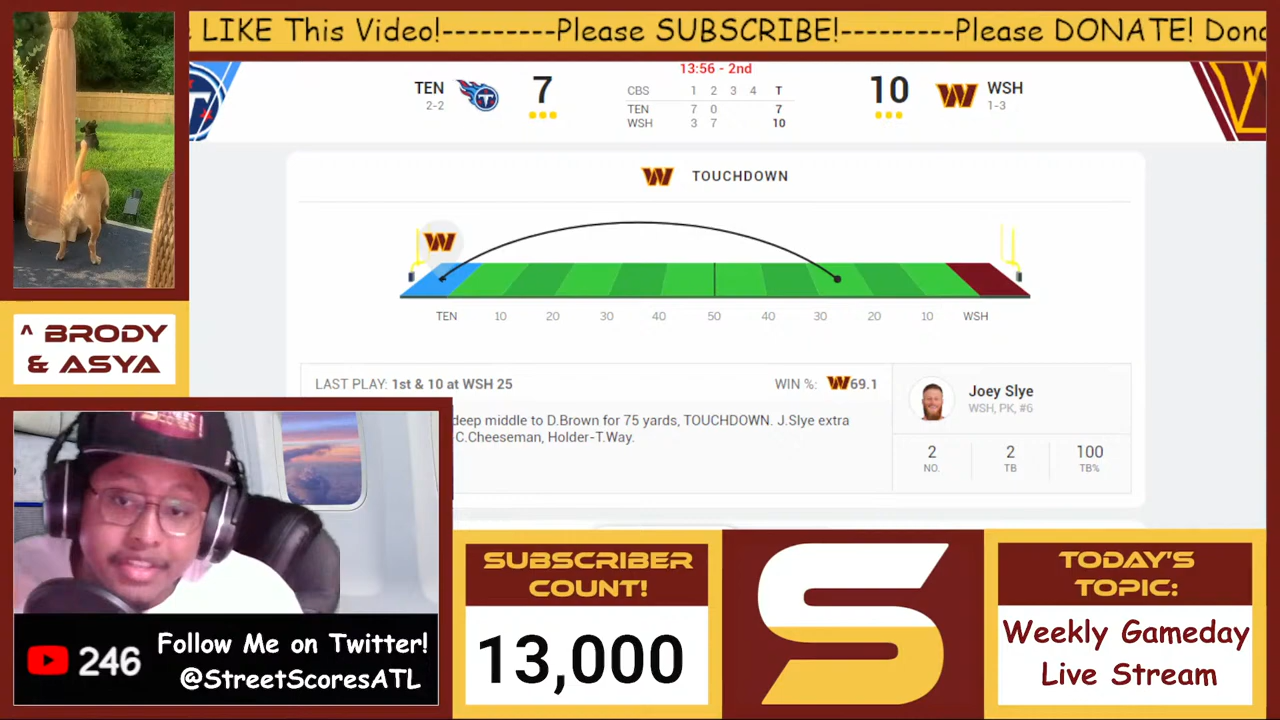 LIKE This Video!---------Please SUBSCRIBE!---------Please DONATE!
TEN
2-2
7
13:56 - 2nd
CBS 1 2 3 4 T
TEN 7 0 7
WSH 3 7 10
10
WSH
1-3
TOUCHDOWN
TEN 10 20 30 40 50 40 30 20 10 WSH
LAST PLAY: 1st & 10 at WSH 25
WIN %: 69.1
deep middle to D.Brown for 75 yards, TOUCHDOWN. J.Slye extra
C.Cheeseman, Holder-T.Way.
Joey Slye
WSH, PK, #6
2 2 100
NO. TB TB%
^ BRODY
& ASYA
246
Follow Me on Twitter!
@StreetScoresATL
SUBSCRIBER
COUNT!
13,000
S
TODAY'S
TOPIC:
Weekly Gameday
Live Stream